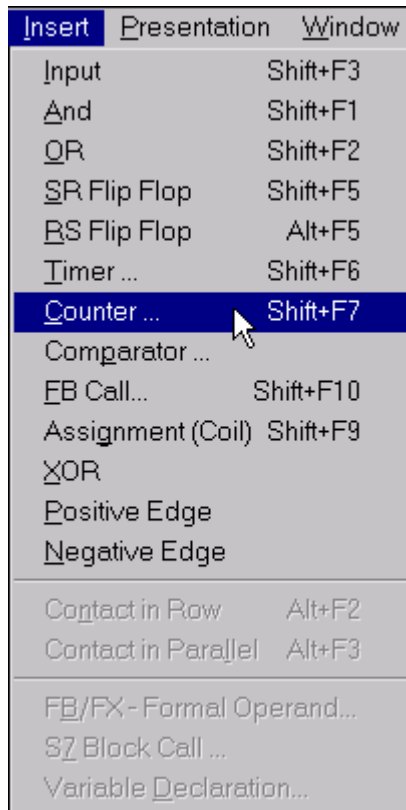 Insert Presentation Window
Input Shift+F3
And Shift+F1
OR Shift+F2
SR Flip Flop Shift+F5
RS Flip Flop Alt+F5
Timer ... Shift+F6
Counter ... Shift+F7
Comparator ...
FB Call... Shift+F10
Assignment (Coil) Shift+F9
XOR
Positive Edge
Negative Edge
Contact in Row Alt+F2
Contact in Parallel Alt+F3
FB/FX - Formal Operand...
S7 Block Call ...
Variable Declaration...